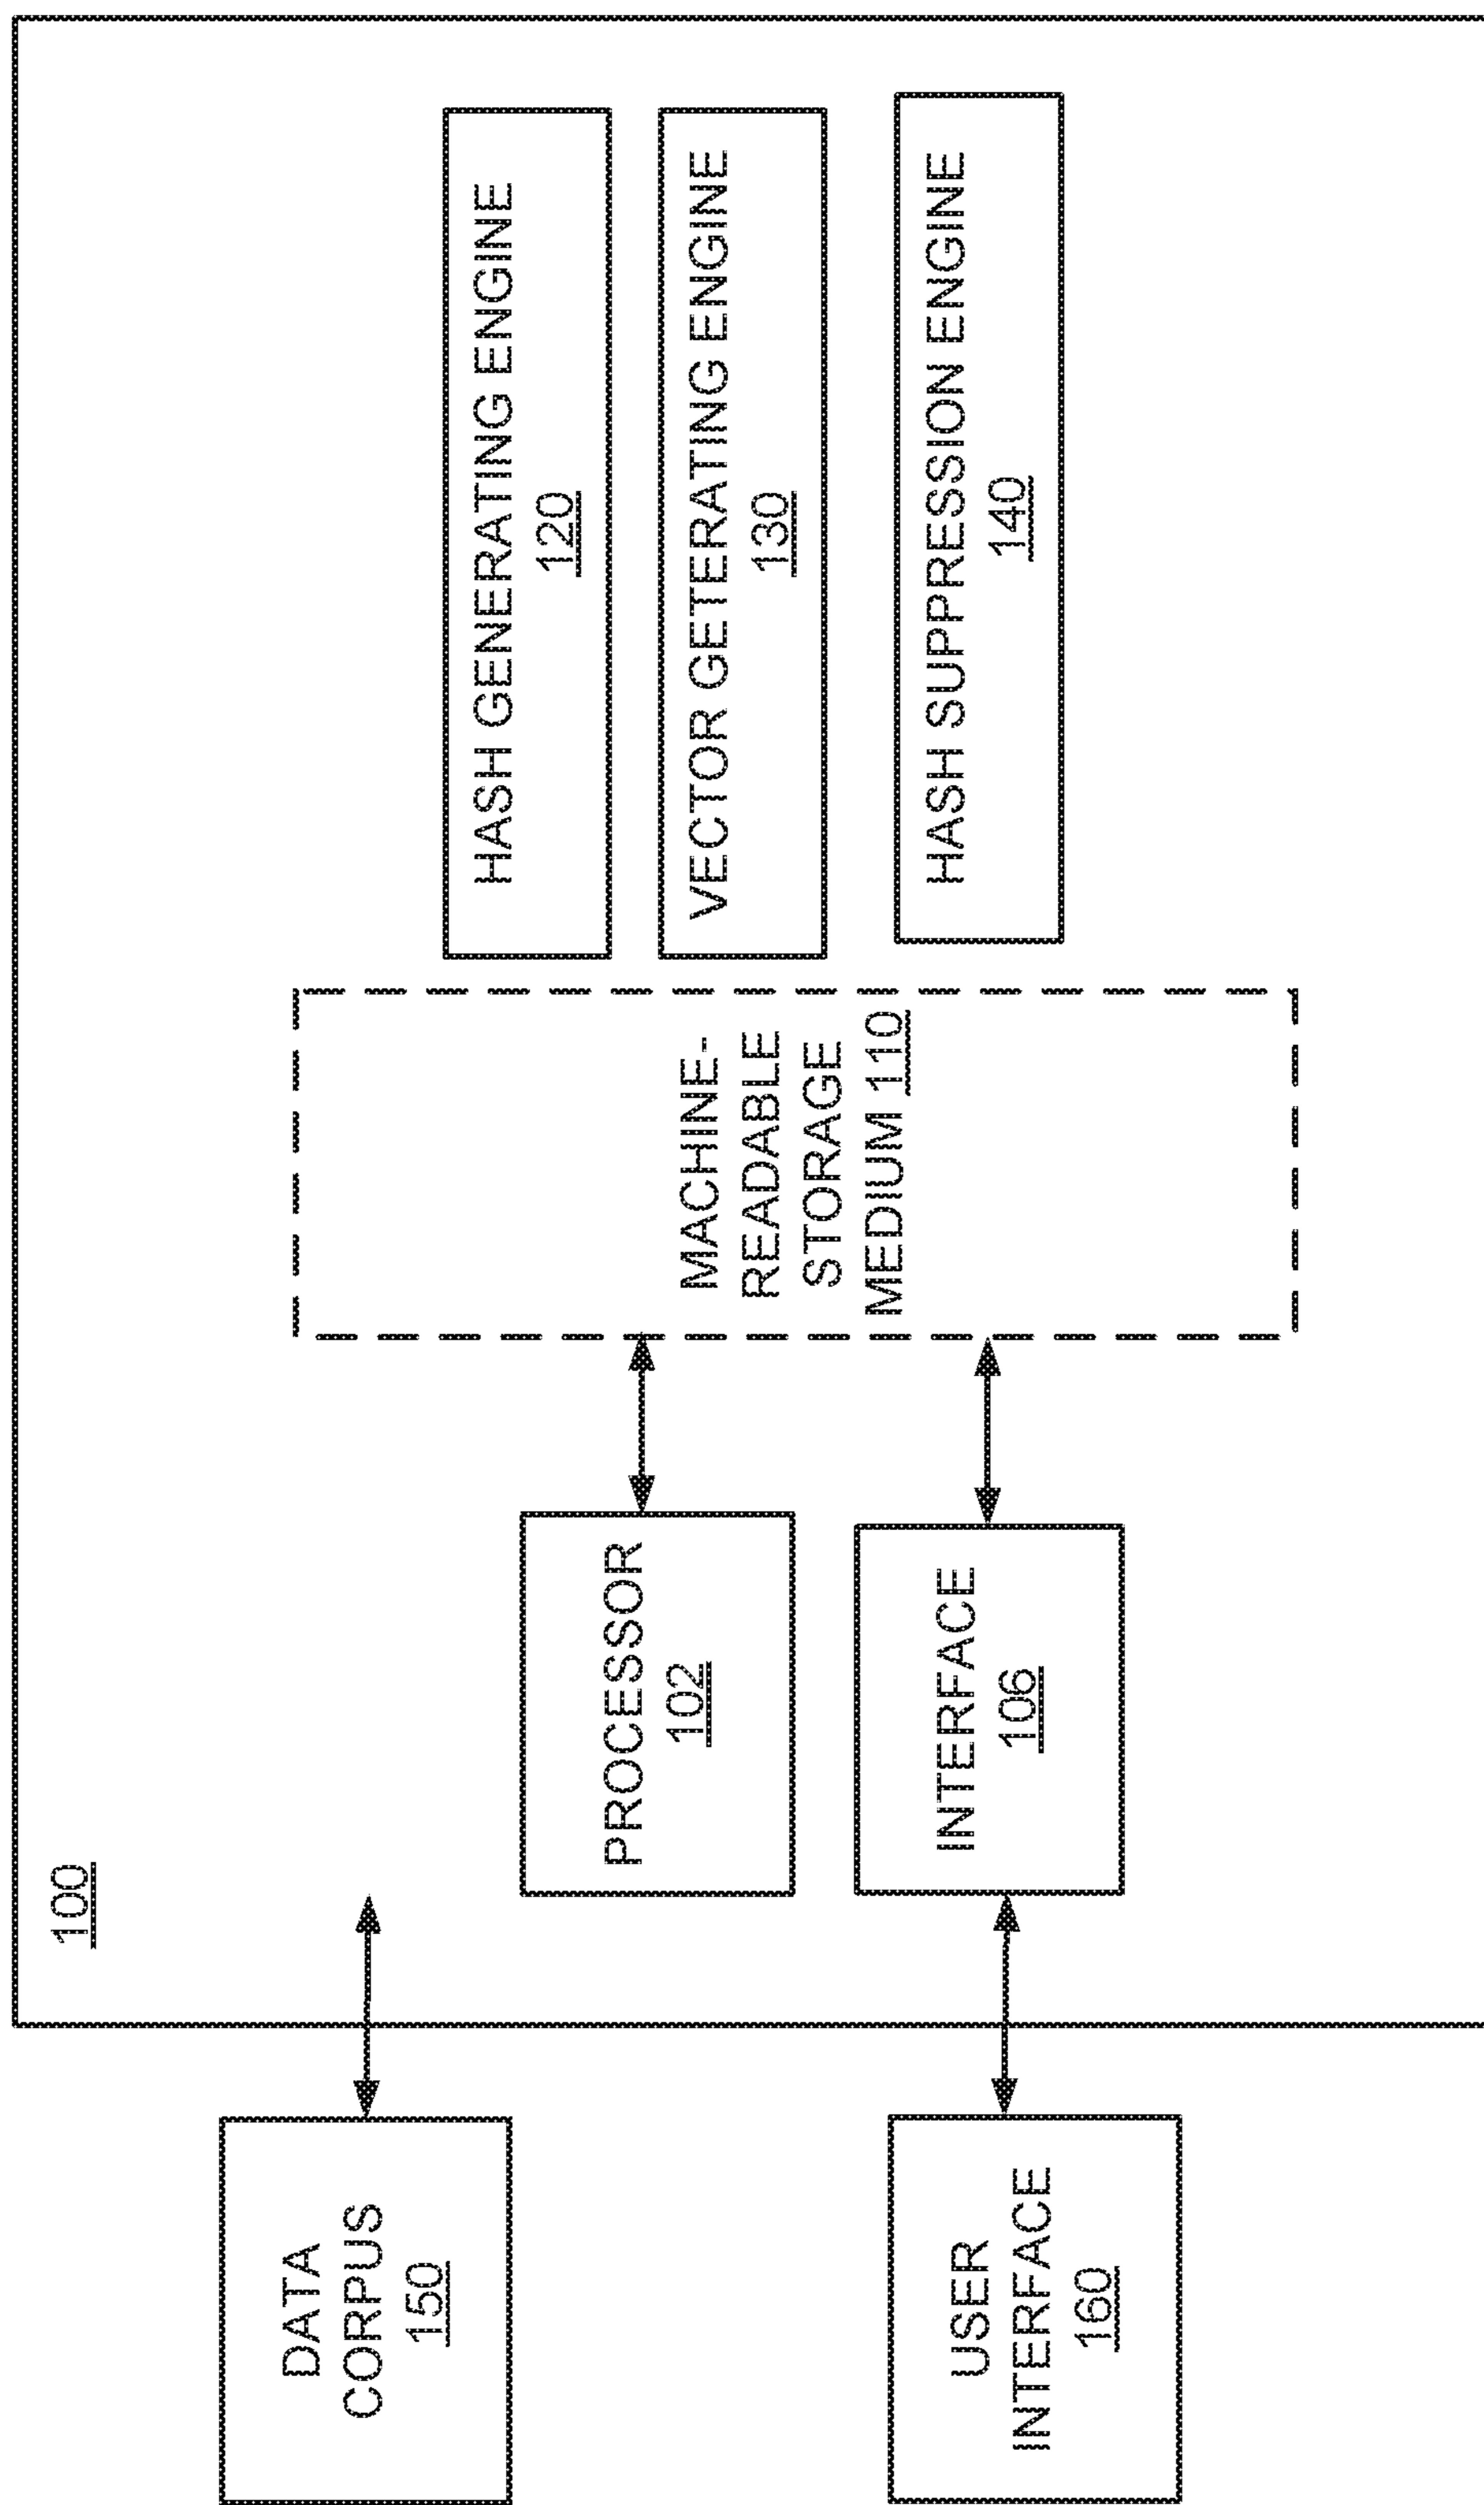 100
DATA
CORPUS
150
USER
INTERFACE
160
PROCESSOR
102
INTERFACE
106
MACHINE-
READABLE
STORAGE
MEDIUM 110
HASH GENERATING ENGINE
120
VECTOR GETERATING ENGINE
130
HASH SUPPRESSION ENGINE
140